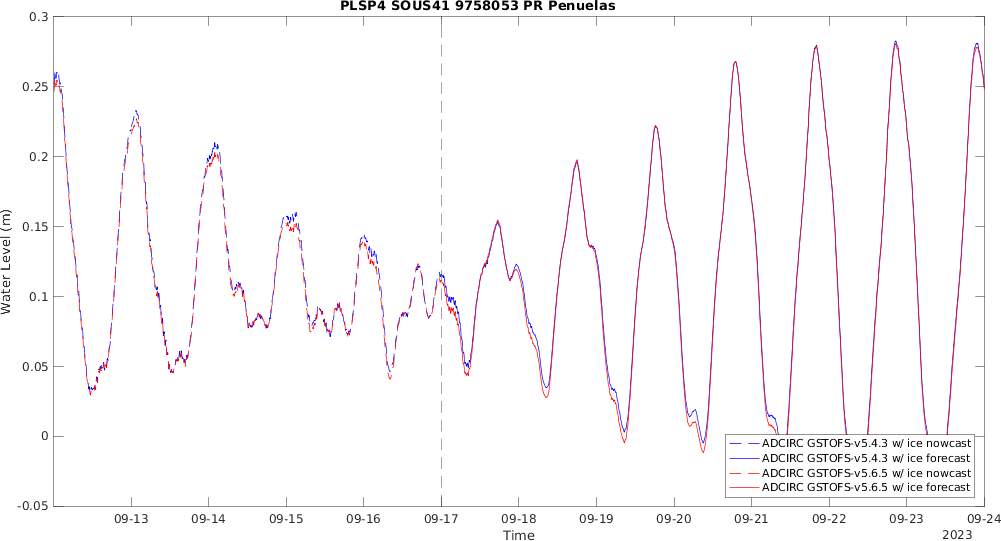 PLSP4 SOUS41 9758053 PR Penuelas
0.3
0.25
0.2
0.15
0.1
0.05
0
-0.05
Water Level (m)
09-13 09-14 09-15 09-16 09-17 09-18 09-19 09-20 09-21 09-22 09-23 09-24
Time
2023
ADCIRC GSTOFS-v5.4.3 w/ ice nowcast
ADCIRC GSTOFS-v5.4.3 w/ ice forecast
ADCIRC GSTOFS-v5.6.5 w/ ice nowcast
ADCIRC GSTOFS-v5.6.5 w/ ice forecast